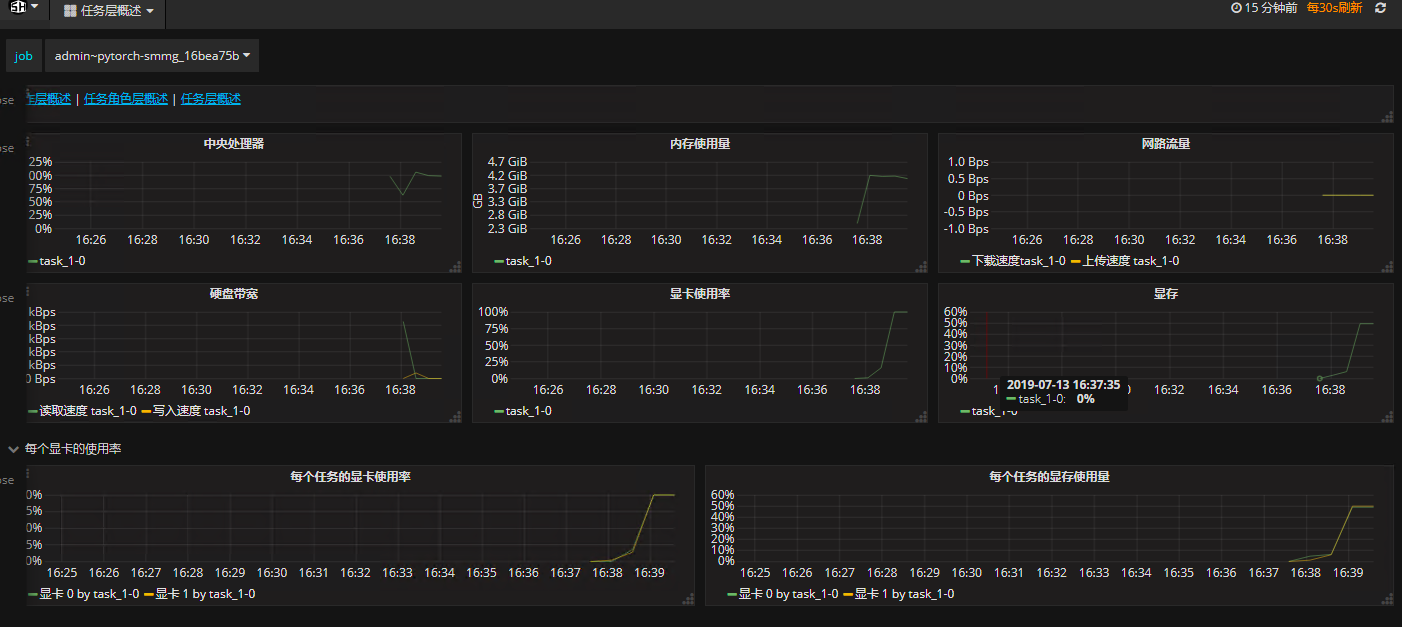 任务层概述
15 分钟前 每30s刷新
job admin~pytorch-smmg_16bea75b
作层概述 | 任务角色层概述 | 任务层概述
中央处理器
25%
00%
75%
50%
25%
0%
16:26 16:28 16:30 16:32 16:34 16:36 16:38
task_1-0
内存使用量
GB
4.7 GiB
4.2 GiB
3.7 GiB
3.3 GiB
2.8 GiB
2.3 GiB
16:26 16:28 16:30 16:32 16:34 16:36 16:38
task_1-0
网路流量
1.0 Bps
0.5 Bps
0 Bps
-0.5 Bps
-1.0 Bps
16:26 16:28 16:30 16:32 16:34 16:36 16:38
下载速度task_1-0 上传速度 task_1-0
硬盘带宽
kBps
kBps
kBps
kBps
kBps
0 Bps
16:26 16:28 16:30 16:32 16:34 16:36 16:38
读取速度 task_1-0 写入速度 task_1-0
显卡使用率
100%
75%
50%
25%
0%
16:26 16:28 16:30 16:32 16:34 16:36 16:38
task_1-0
显存
60%
50%
40%
30%
20%
10%
0%
16:32 16:34 16:36 16:38
2019-07-13 16:37:35
task_1-0: 0%
task_1-0
每个显卡的使用率
每个任务的显卡使用率
0%
5%
0%
5%
0%
16:25 16:26 16:27 16:28 16:29 16:30 16:31 16:32 16:33 16:34 16:35 16:36 16:37 16:38 16:39
显卡 0 by task_1-0 显卡 1 by task_1-0
每个任务的显存使用量
60%
50%
40%
30%
20%
10%
0%
16:25 16:26 16:27 16:28 16:29 16:30 16:31 16:32 16:33 16:34 16:35 16:36 16:37 16:38 16:39
显卡 0 by task_1-0 显卡 1 by task_1-0